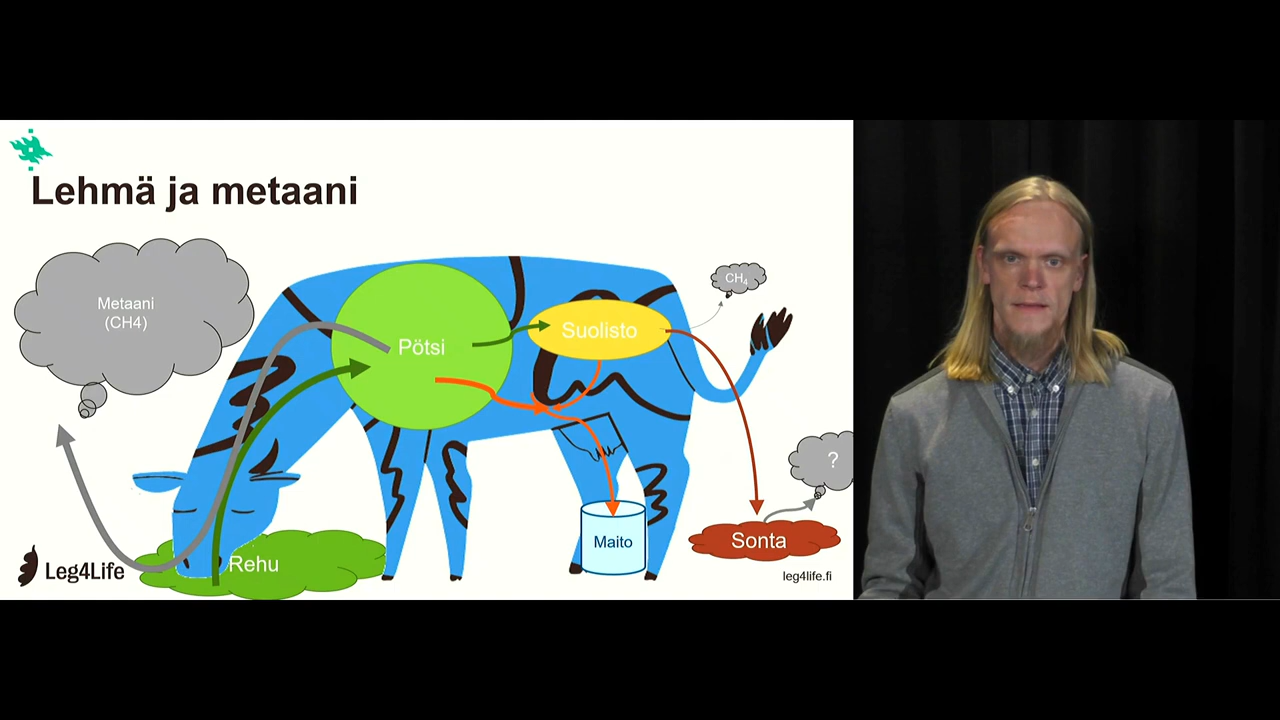 Lehmä ja metaani
Metaani
(CH4)
Pötsi
Suolisto
CH₄
?
Rehu
Maito
Sonta
Leg4Life
leg4life.fi